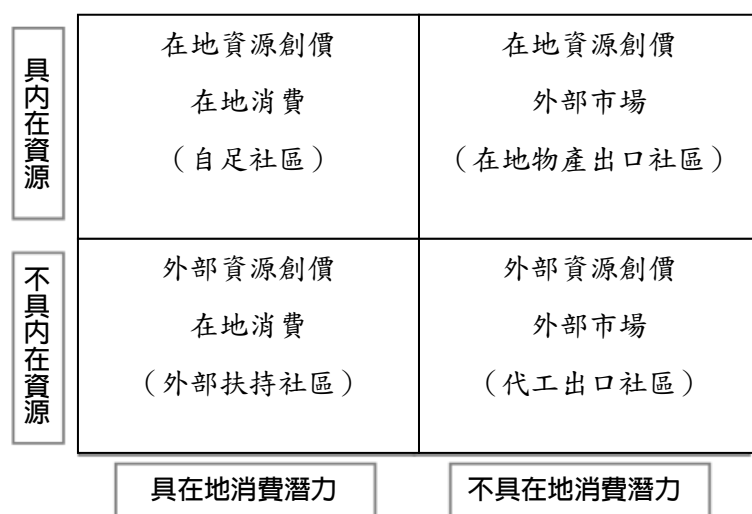 具內在資源
在地資源創價
在地消費
（自足社區）
在地資源創價
外部市場
（在地物產出口社區）
不具內在資源
外部資源創價
在地消費
（外部扶持社區）
外部資源創價
外部市場
（代工出口社區）
具在地消費潛力
不具在地消費潛力